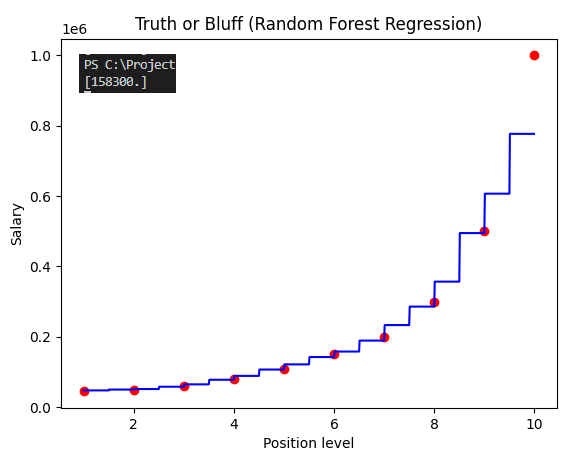 Truth or Bluff (Random Forest Regression)
1e6
PS C:\Project
[158300.]
1.0
0.8
0.6
0.4
0.2
0.0
Salary
2 4 6 8 10
Position level